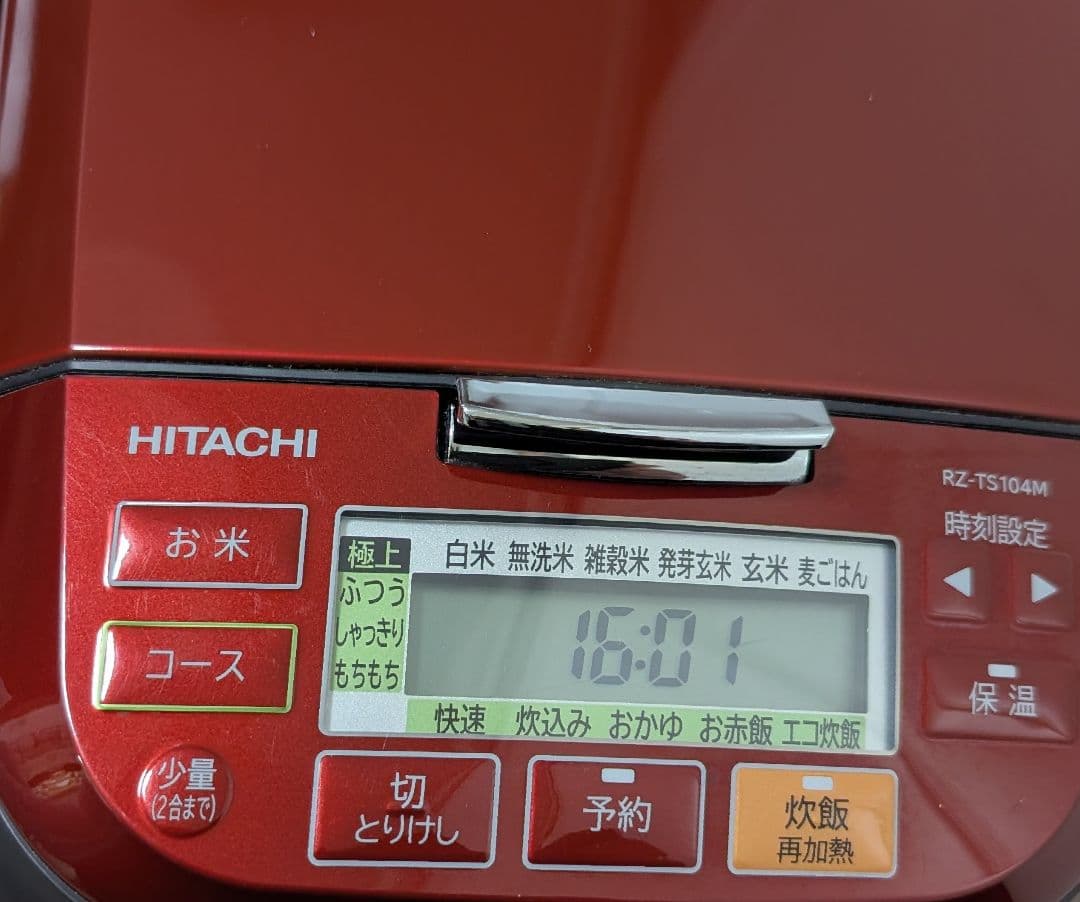 HITACHI
RZ-TS104M
時刻設定
お米
極上
白米 無洗米 雑穀米 発芽玄米 玄米 麦ごはん
ふつう
しゃっきり
もちもち
16:01
コース
保温
快速 炊込み おかゆ お赤飯 エコ炊飯
少量
(2合まで)
切
とりけし
予約
炊飯
再加熱